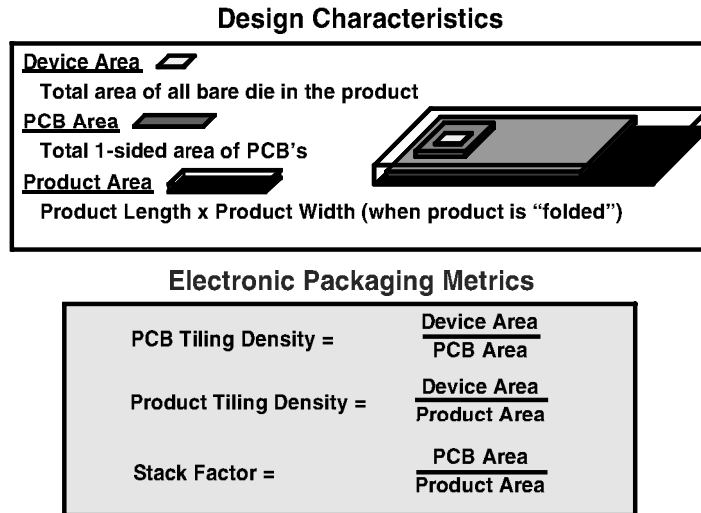 Design Characteristics
Device Area
Total area of all bare die in the product
PCB Area
Total 1-sided area of PCB's
Product Area
Product Length x Product Width (when product is “folded”)
Electronic Packaging Metrics
PCB Tiling Density =
Device Area
PCB Area
Product Tiling Density =
Device Area
Product Area
Stack Factor =
PCB Area
Product Area